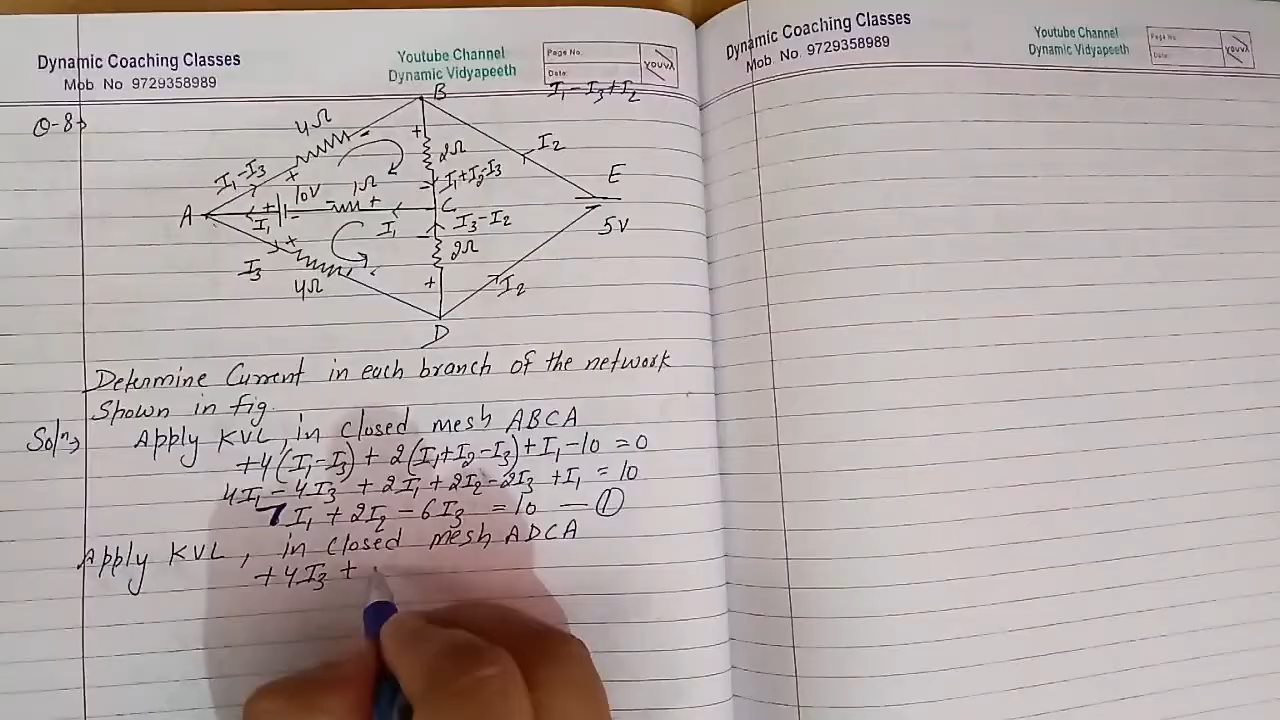 Dynamic Coaching Classes
Mob No 9729358989
Youtube Channel
Dynamic Vidyapeeth
Page No.
Date:
youva
Q-8→
B
I₁-I₃+I₂
4Ω
+
-
+
2Ω
I₂
I₁-I₃
+
10V
1Ω
I₁+I₂-I₃
E
A
+
-
+
C
I₁
I₁
I₃-I₂
5V
I₃
+
2Ω
4Ω
+
I₂
D
Determine Current in each branch of the network
Shown in fig.
Solⁿ→ Apply KVL, in closed mesh ABCA
+4(I₁-I₃) + 2(I₁+I₂-I₃)+I₁-10 =0
4I₁-4I₃ + 2I₁+2I₂-2I₃ +I₁ = 10
7I₁ + 2I₂ - 6I₃ = 10 — ①
Apply KVL, in closed mesh ADCA
+4I₃ +
Dynamic Coaching Classes
Mob. No. 9729358989
Youtube Channel
Dynamic Vidyapeeth
Page No.
Date:
youva